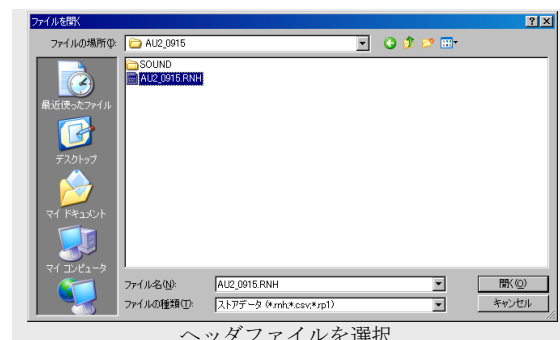 ファイルを開く
ファイルの場所(I):
AU2_0915
SOUND
AU2_0915.RNH
最近使ったファイル
デスクトップ
マイ ドキュメント
マイ コンピュータ
ファイル名(N):
AU2_0915.RNH
開く(O)
ファイルの種類(T):
ストアデータ (*.rnh;*.csv;*.rp1)
キャンセル
ヘッダファイルを選択